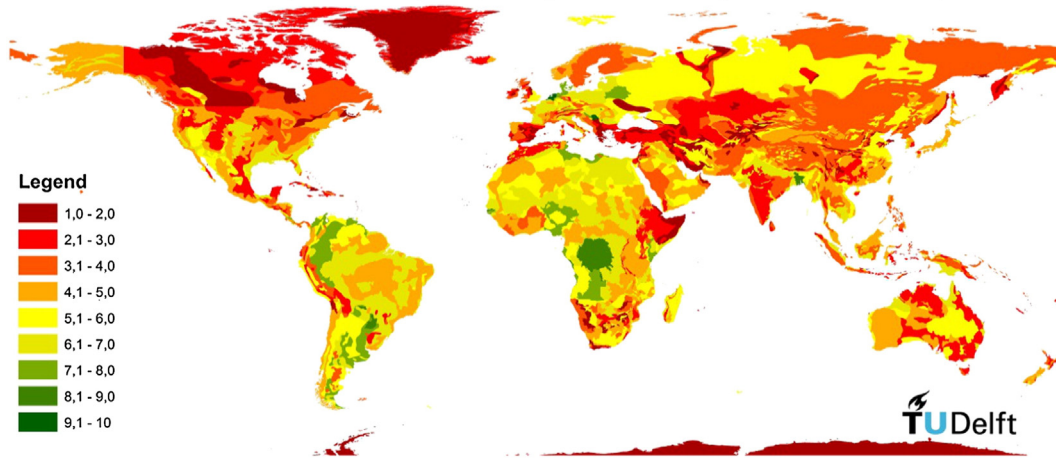 Legend
1,0 - 2,0
2,1 - 3,0
3,1 - 4,0
4,1 - 5,0
5,1 - 6,0
6,1 - 7,0
7,1 - 8,0
8,1 - 9,0
9,1 - 10
TUDelft